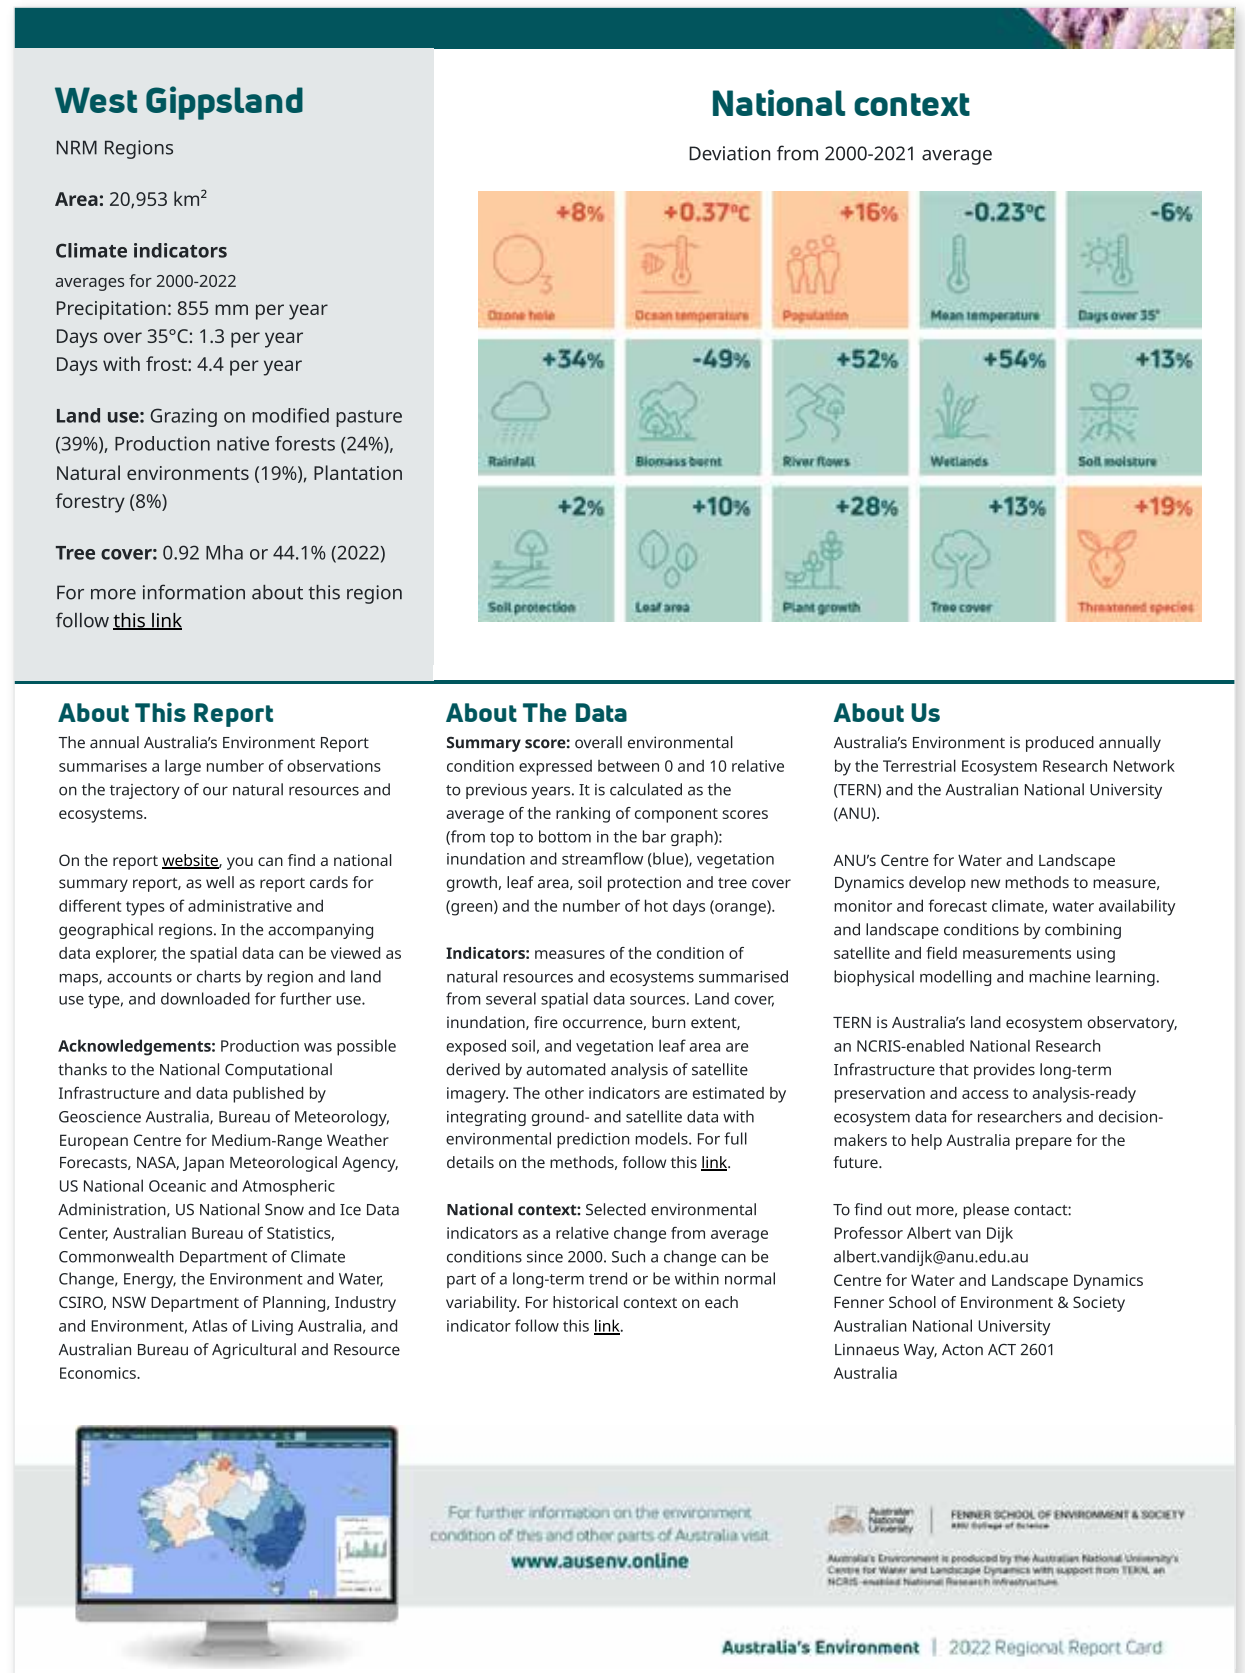 West Gippsland
NRM Regions
Area: 20,953 km²
Climate indicators
averages for 2000-2022
Precipitation: 855 mm per year
Days over 35°C: 1.3 per year
Days with frost: 4.4 per year
Land use: Grazing on modified pasture
(39%), Production native forests (24%),
Natural environments (19%), Plantation
forestry (8%)
Tree cover: 0.92 Mha or 44.1% (2022)
For more information about this region
follow this link
National context
Deviation from 2000-2021 average
+8%
3
Ozone hole
+0.37°C
Ocean temperature
+16%
Population
-0.23°C
Mean temperature
-6%
Days over 35°
+34%
Rainfall
-49%
Biomass burnt
+52%
River flows
+54%
Wetlands
+13%
Soil moisture
+2%
Soil protection
+10%
Leaf area
+28%
Plant growth
+13%
Tree cover
+19%
Threatened species
About This Report
The annual Australia's Environment Report
summarises a large number of observations
on the trajectory of our natural resources and
ecosystems.
On the report website, you can find a national
summary report, as well as report cards for
different types of administrative and
geographical regions. In the accompanying
data explorer, the spatial data can be viewed as
maps, accounts or charts by region and land
use type, and downloaded for further use.
Acknowledgements: Production was possible
thanks to the National Computational
Infrastructure and data published by
Geoscience Australia, Bureau of Meteorology,
European Centre for Medium-Range Weather
Forecasts, NASA, Japan Meteorological Agency,
US National Oceanic and Atmospheric
Administration, US National Snow and Ice Data
Center, Australian Bureau of Statistics,
Commonwealth Department of Climate
Change, Energy, the Environment and Water,
CSIRO, NSW Department of Planning, Industry
and Environment, Atlas of Living Australia, and
Australian Bureau of Agricultural and Resource
Economics.
About The Data
Summary score: overall environmental
condition expressed between 0 and 10 relative
to previous years. It is calculated as the
average of the ranking of component scores
(from top to bottom in the bar graph):
inundation and streamflow (blue), vegetation
growth, leaf area, soil protection and tree cover
(green) and the number of hot days (orange).
Indicators: measures of the condition of
natural resources and ecosystems summarised
from several spatial data sources. Land cover,
inundation, fire occurrence, burn extent,
exposed soil, and vegetation leaf area are
derived by automated analysis of satellite
imagery. The other indicators are estimated by
integrating ground- and satellite data with
environmental prediction models. For full
details on the methods, follow this link.
National context: Selected environmental
indicators as a relative change from average
conditions since 2000. Such a change can be
part of a long-term trend or be within normal
variability. For historical context on each
indicator follow this link.
About Us
Australia's Environment is produced annually
by the Terrestrial Ecosystem Research Network
(TERN) and the Australian National University
(ANU).
ANU's Centre for Water and Landscape
Dynamics develop new methods to measure,
monitor and forecast climate, water availability
and landscape conditions by combining
satellite and field measurements using
biophysical modelling and machine learning.
TERN is Australia's land ecosystem observatory,
an NCRIS-enabled National Research
Infrastructure that provides long-term
preservation and access to analysis-ready
ecosystem data for researchers and decision-
makers to help Australia prepare for the
future.
To find out more, please contact:
Professor Albert van Dijk
albert.vandijk@anu.edu.au
Centre for Water and Landscape Dynamics
Fenner School of Environment & Society
Australian National University
Linnaeus Way, Acton ACT 2601
Australia
For further information on the environment
condition of this and other parts of Australia visit
www.ausenv.online
Australian
National
University
FENNER SCHOOL OF ENVIRONMENT & SOCIETY
ANU College of Science
Australia's Environment is produced by the Australian National University's
Centre for Water and Landscape Dynamics with support from TERN, an
NCRIS-enabled National Research Infrastructure.
Australia's Environment | 2022 Regional Report Card